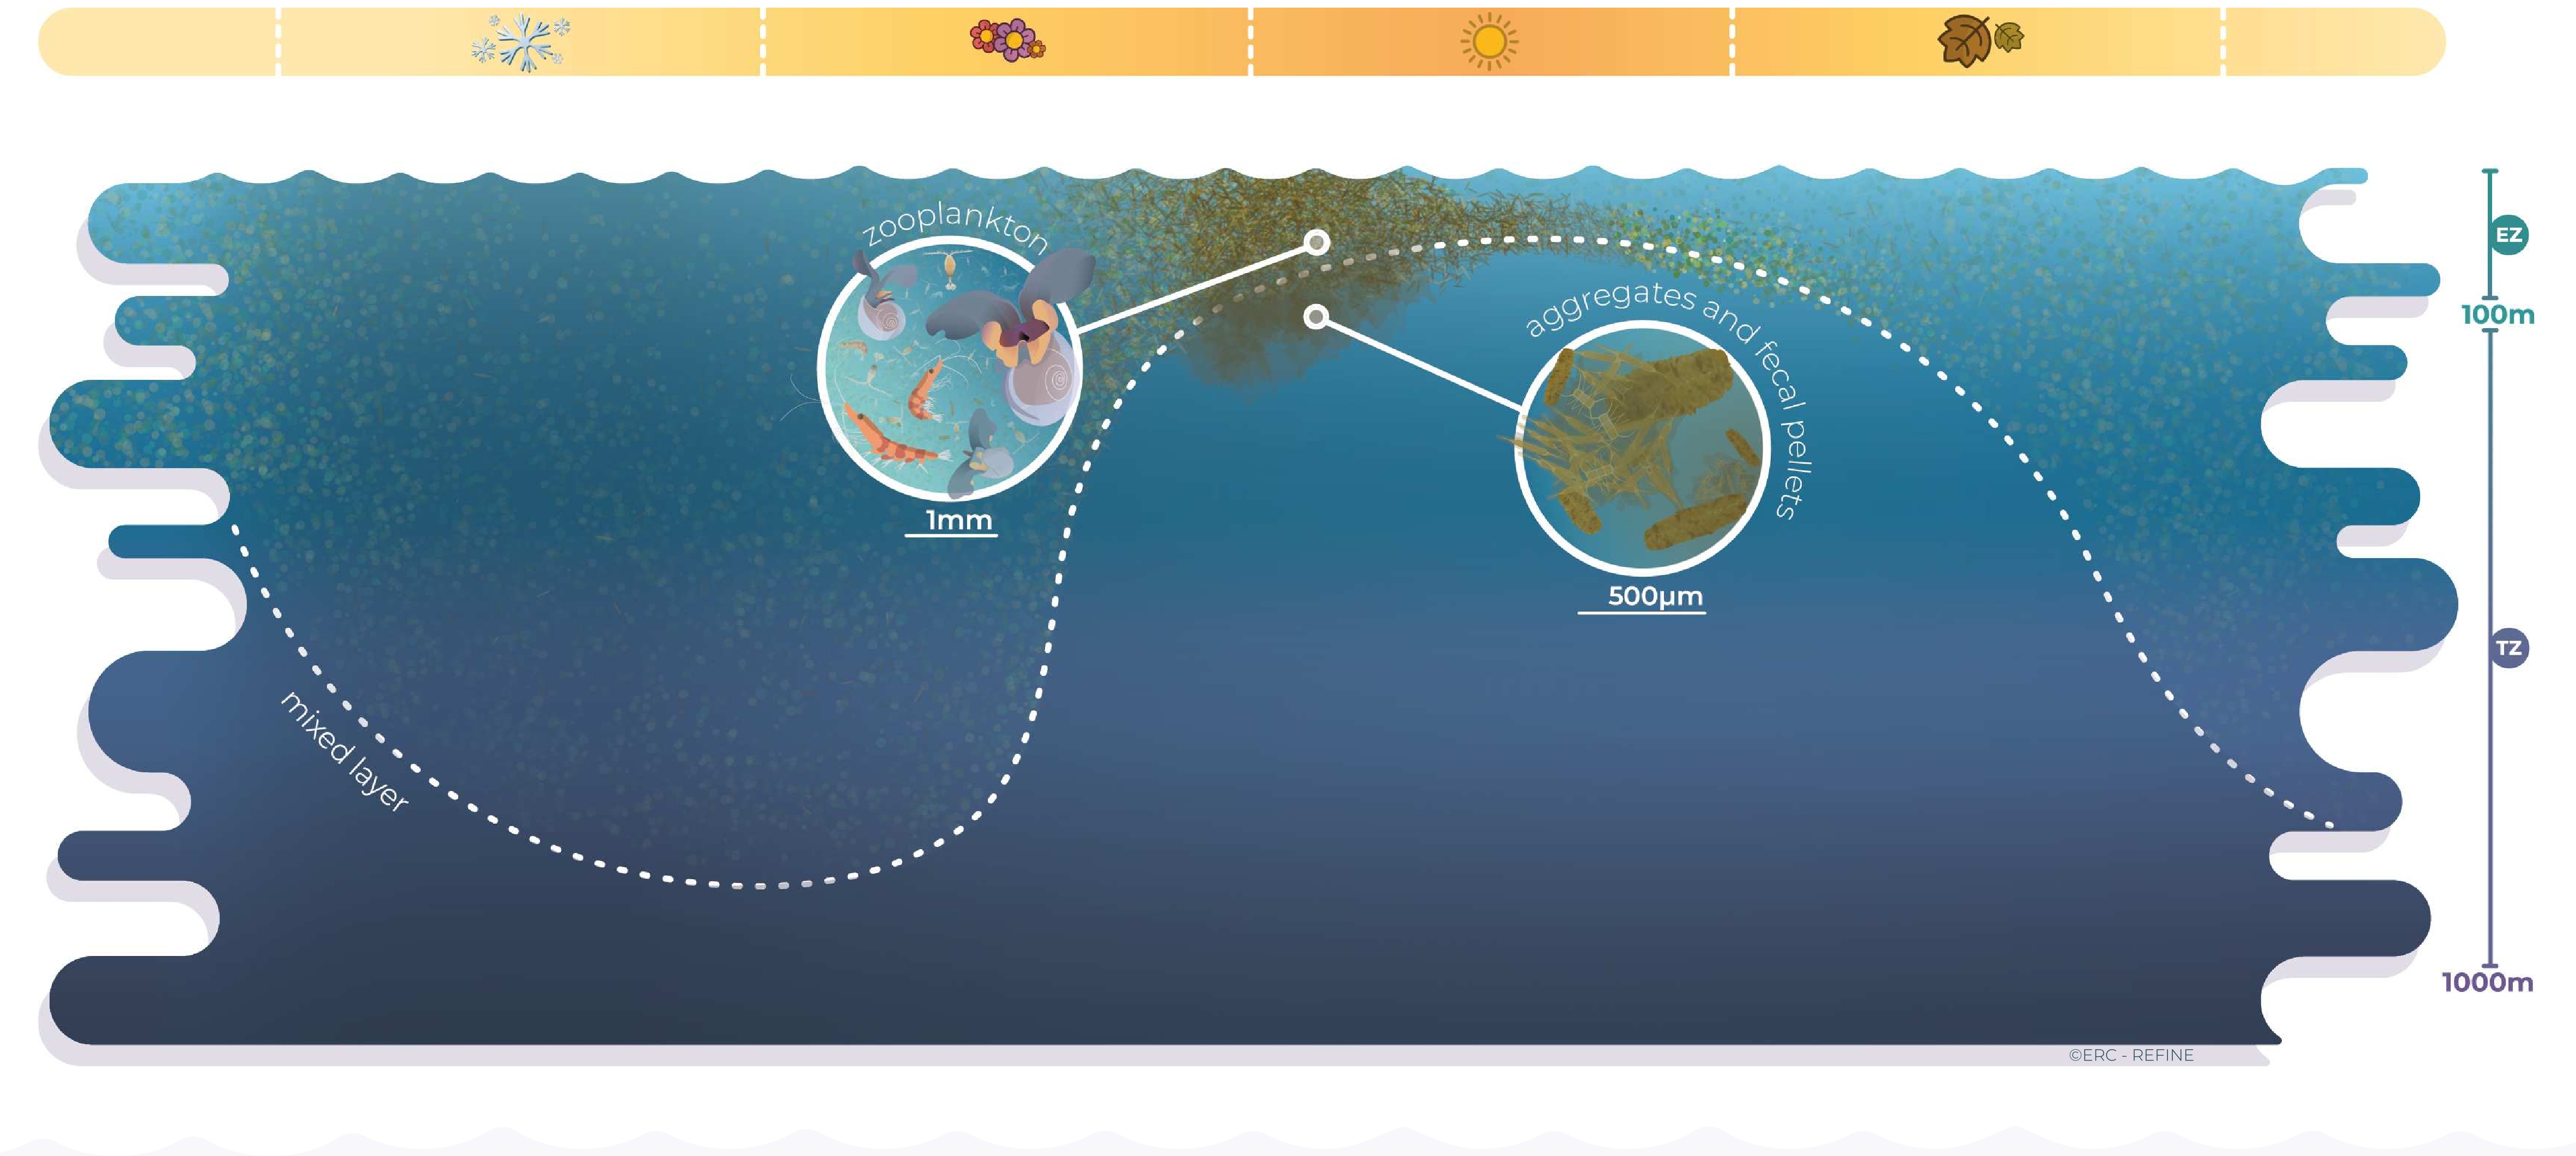 zooplankton
EZ
aggregates and fecal pellets
100m
1mm
500µm
TZ
mixed layer
1000m
©ERC - REFINE